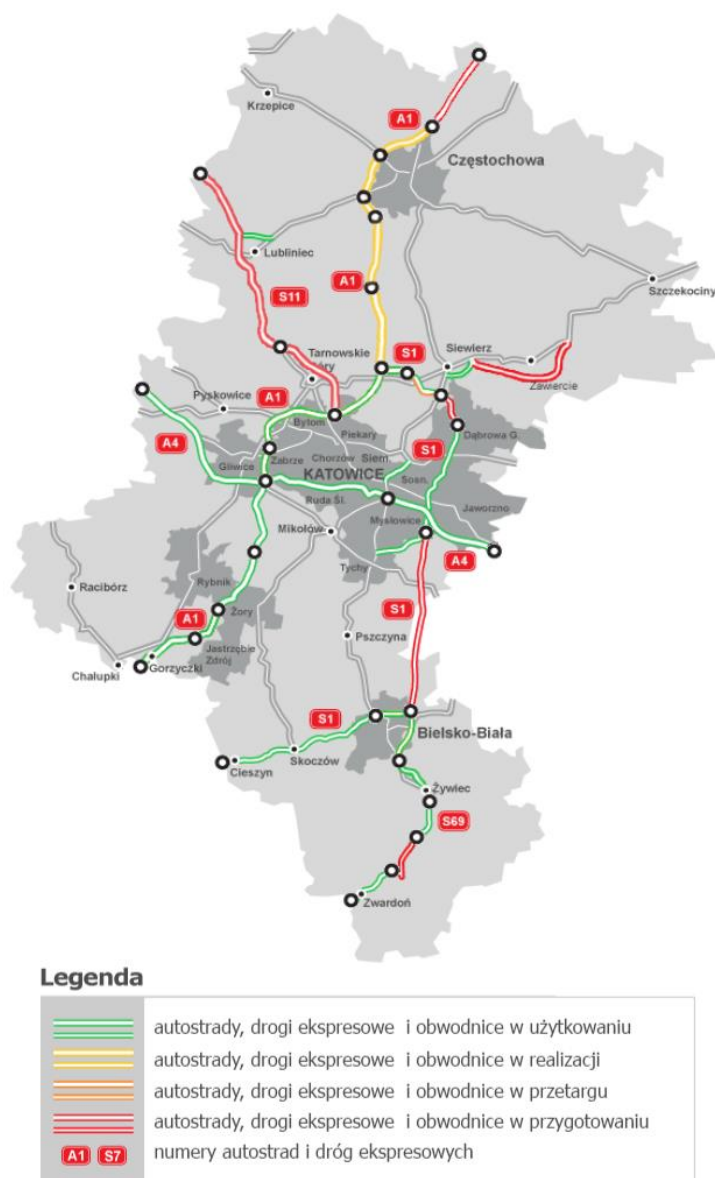 Krzepice
A1
Częstochowa
Lubliniec
A1
Szczekociny
S11
Tarnowskie
S1
Siewierz
Zawiercie
Pyskowice
A1
Bytom
Piekary
Dąbrowa G.
A4
Gliwice
Zabrze
Chorzów
Siem.
S1
KATOWICE
Sosn.
Ruda Śl.
Jaworzno
Mikołów
Mysłowice
Tychy
A4
Racibórz
Rybnik
S1
A1
Żory
Pszczyna
Jastrzębie
Zdrój
Chałupki
Gorzyczki
S1
Bielsko-Biała
Cieszyn
Skoczów
Żywiec
S69
Zwardoń
Legenda
autostrady, drogi ekspresowe i obwodnice w użytkowaniu
autostrady, drogi ekspresowe i obwodnice w realizacji
autostrady, drogi ekspresowe i obwodnice w przetargu
autostrady, drogi ekspresowe i obwodnice w przygotowaniu
A1 S7 numery autostrad i dróg ekspresowych